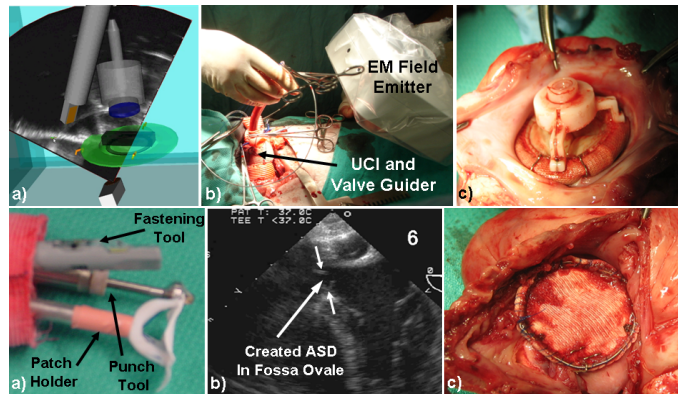 a)
b)
EM Field
Emitter
UCI and
Valve Guider
c)
Fastening
Tool
a)
Patch
Holder
Punch
Tool
PAT T: 37.0C
TEE T <37.0C
6
b)
Created ASD
In Fossa Ovale
c)